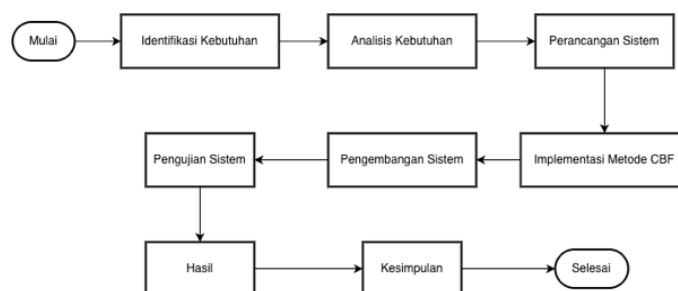 Mulai
Identifikasi Kebutuhan
Analisis Kebutuhan
Perancangan Sistem
Implementasi Metode CBF
Pengembangan Sistem
Pengujian Sistem
Hasil
Kesimpulan
Selesai